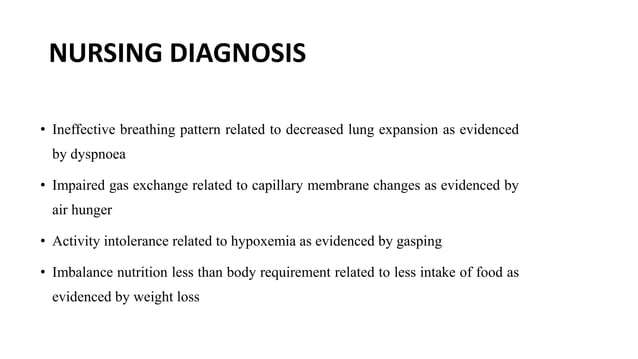 NURSING DIAGNOSIS
• Ineffective breathing pattern related to decreased lung expansion as evidenced
by dyspnoea
• Impaired gas exchange related to capillary membrane changes as evidenced by
air hunger
• Activity intolerance related to hypoxemia as evidenced by gasping
• Imbalance nutrition less than body requirement related to less intake of food as
evidenced by weight loss